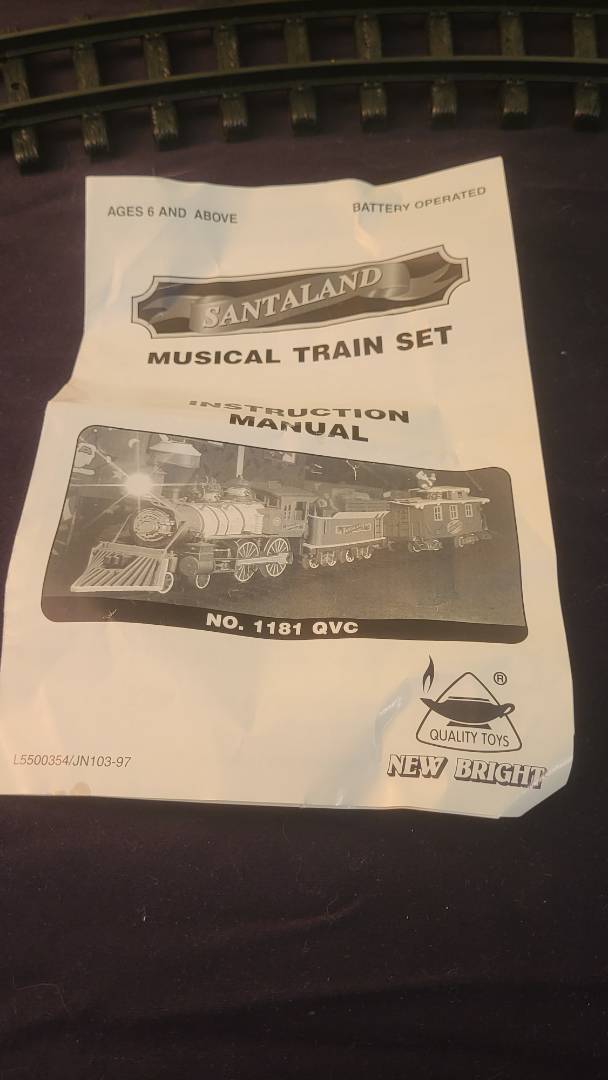 AGES 6 AND ABOVE
BATTERY OPERATED
SANTALAND
MUSICAL TRAIN SET
INSTRUCTION
MANUAL
NO. 1181 QVC
®
QUALITY TOYS
NEW BRIGHT
L5500354/JN103-97